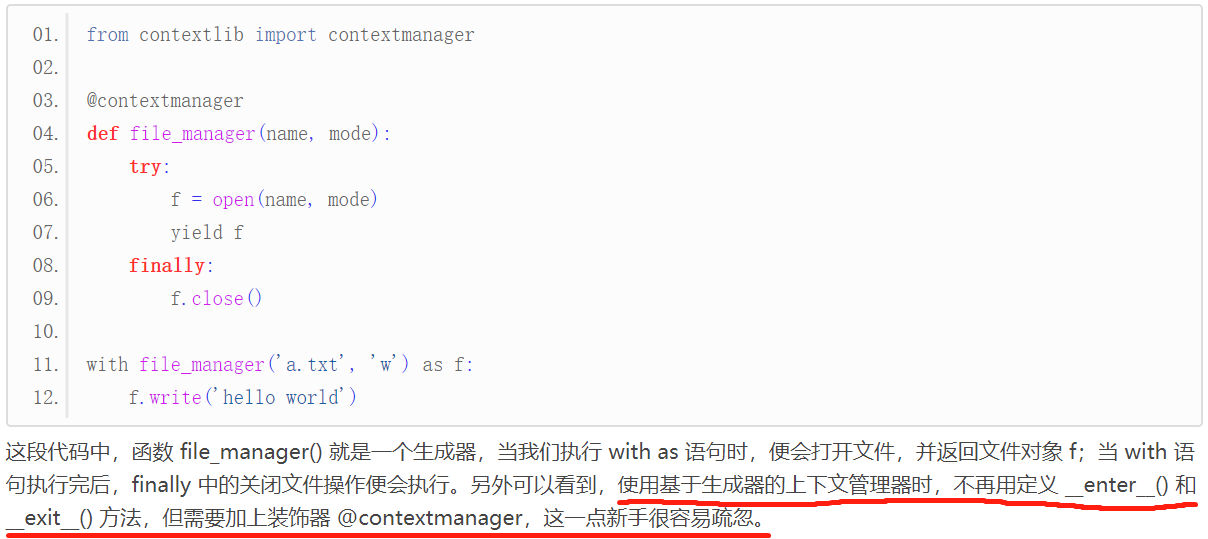 01. from contextlib import contextmanager
02.
03. @contextmanager
04. def file_manager(name, mode):
05.     try:
06.         f = open(name, mode)
07.         yield f
08.     finally:
09.         f.close()
10.
11. with file_manager('a.txt', 'w') as f:
12.     f.write('hello world')
这段代码中，函数 file_manager() 就是一个生成器，当我们执行 with as 语句时，便会打开文件，并返回文件对象 f；当 with 语
句执行完后，finally 中的关闭文件操作便会执行。另外可以看到，使用基于生成器的上下文管理器时，不再用定义 __enter__() 和
__exit__() 方法，但需要加上装饰器 @contextmanager，这一点新手很容易疏忽。